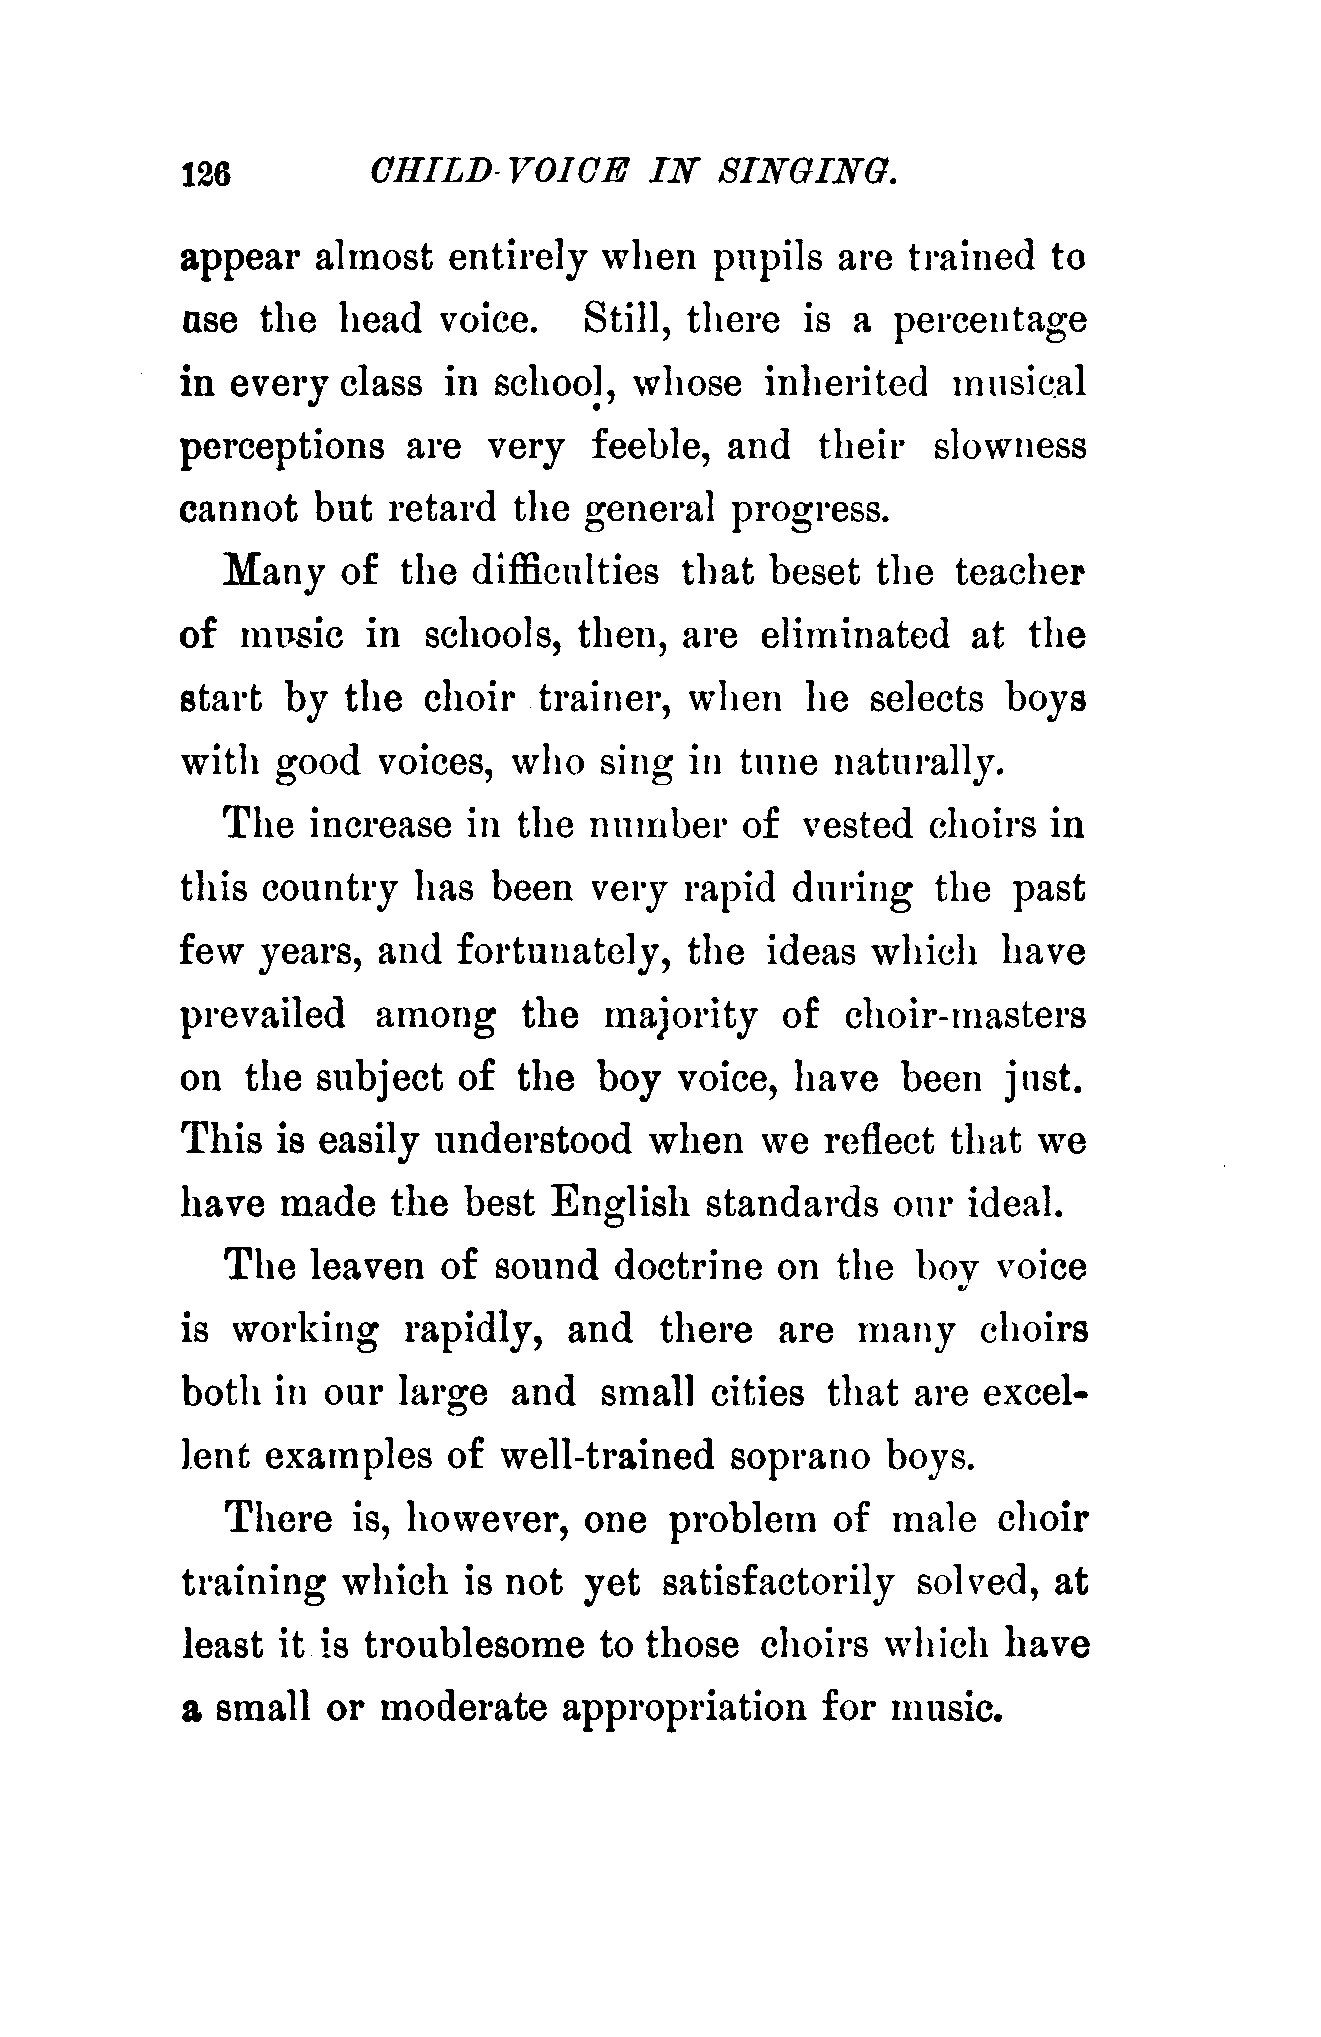 126 CHILD-VOICE IN SINGING.
appear almost entirely when pupils are trained to
use the head voice. Still, there is a percentage
in every class in school, whose inherited musical
perceptions are very feeble, and their slowness
cannot but retard the general progress.
Many of the difficulties that beset the teacher
of music in schools, then, are eliminated at the
start by the choir trainer, when he selects boys
with good voices, who sing in tune naturally.
The increase in the number of vested choirs in
this country has been very rapid during the past
few years, and fortunately, the ideas which have
prevailed among the majority of choir-masters
on the subject of the boy voice, have been just.
This is easily understood when we reflect that we
have made the best English standards our ideal.
The leaven of sound doctrine on the boy voice
is working rapidly, and there are many choirs
both in our large and small cities that are excel-
lent examples of well-trained soprano boys.
There is, however, one problem of male choir
training which is not yet satisfactorily solved, at
least it is troublesome to those choirs which have
a small or moderate appropriation for music.